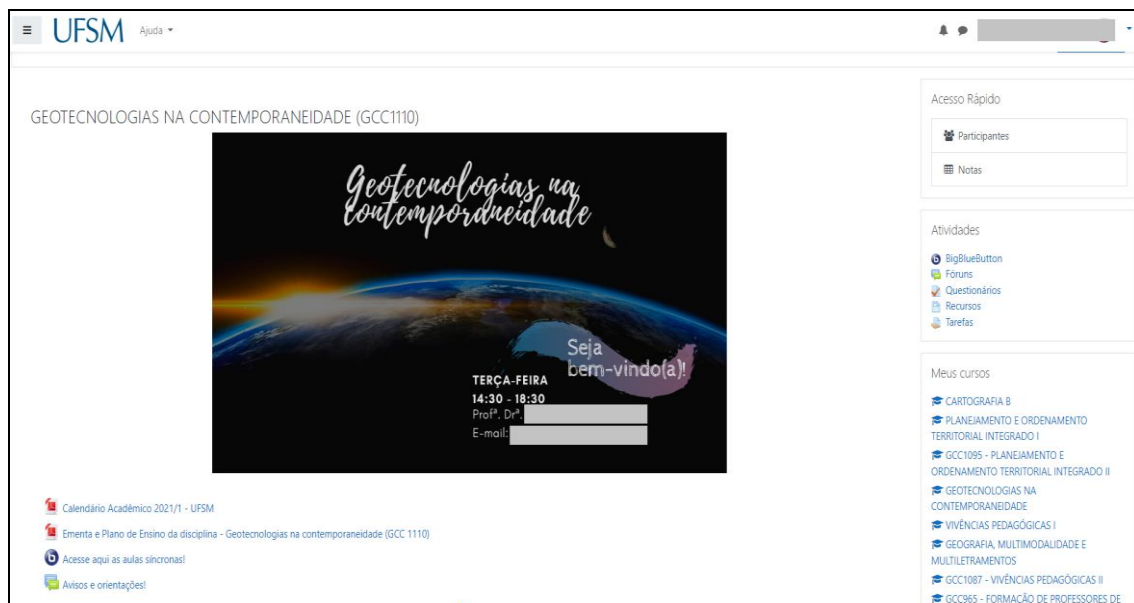 UFSM
Ajuda
GEOTECNOLOGIAS NA CONTEMPORANEIDADE (GCC1110)
Geotecnologias na
contemporaneidade
Seja
bem-vindo(a)!
TERÇA-FEIRA
14:30 - 18:30
Profª. Drª.
E-mail:
Calendário Acadêmico 2021/1 - UFSM
Ementa e Plano de Ensino da disciplina - Geotecnologias na contemporaneidade (GCC 1110)
Acesse aqui as aulas síncronas!
Avisos e orientações!
Acesso Rápido
Participantes
Notas
Atividades
BigBlueButton
Fóruns
Questionários
Recursos
Tarefas
Meus cursos
CARTOGRAFIA B
PLANEJAMENTO E ORDENAMENTO
TERRITORIAL INTEGRADO I
GCC1095 - PLANEJAMENTO E
ORDENAMENTO TERRITORIAL INTEGRADO II
GEOTECNOLOGIAS NA
CONTEMPORANEIDADE
VIVÊNCIAS PEDAGÓGICAS I
GEOGRAFIA, MULTIMODALIDADE E
MULTILETRAMENTOS
GCC1087 - VIVÊNCIAS PEDAGÓGICAS II
GCC965 - FORMAÇÃO DE PROFESSORES DE